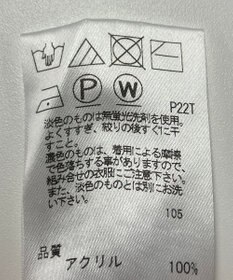 P W
P22T
淡色のものは無蛍光洗剤を使用。
よくすすぎ、絞りの後すぐに干
すこと。
濃色のものは、着用による摩擦
で色落ちする事がありますので、
組み合せの衣服にご注意下さい。
また、淡色のものとは別にお洗
い下さい。
105
品質
アクリル 100%